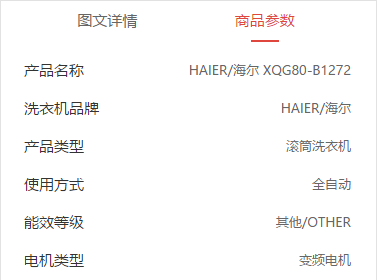 图文详情 商品参数
产品名称 HAIER/海尔 XQG80-B1272
洗衣机品牌 HAIER/海尔
产品类型 滚筒洗衣机
使用方式 全自动
能效等级 其他/OTHER
电机类型 变频电机